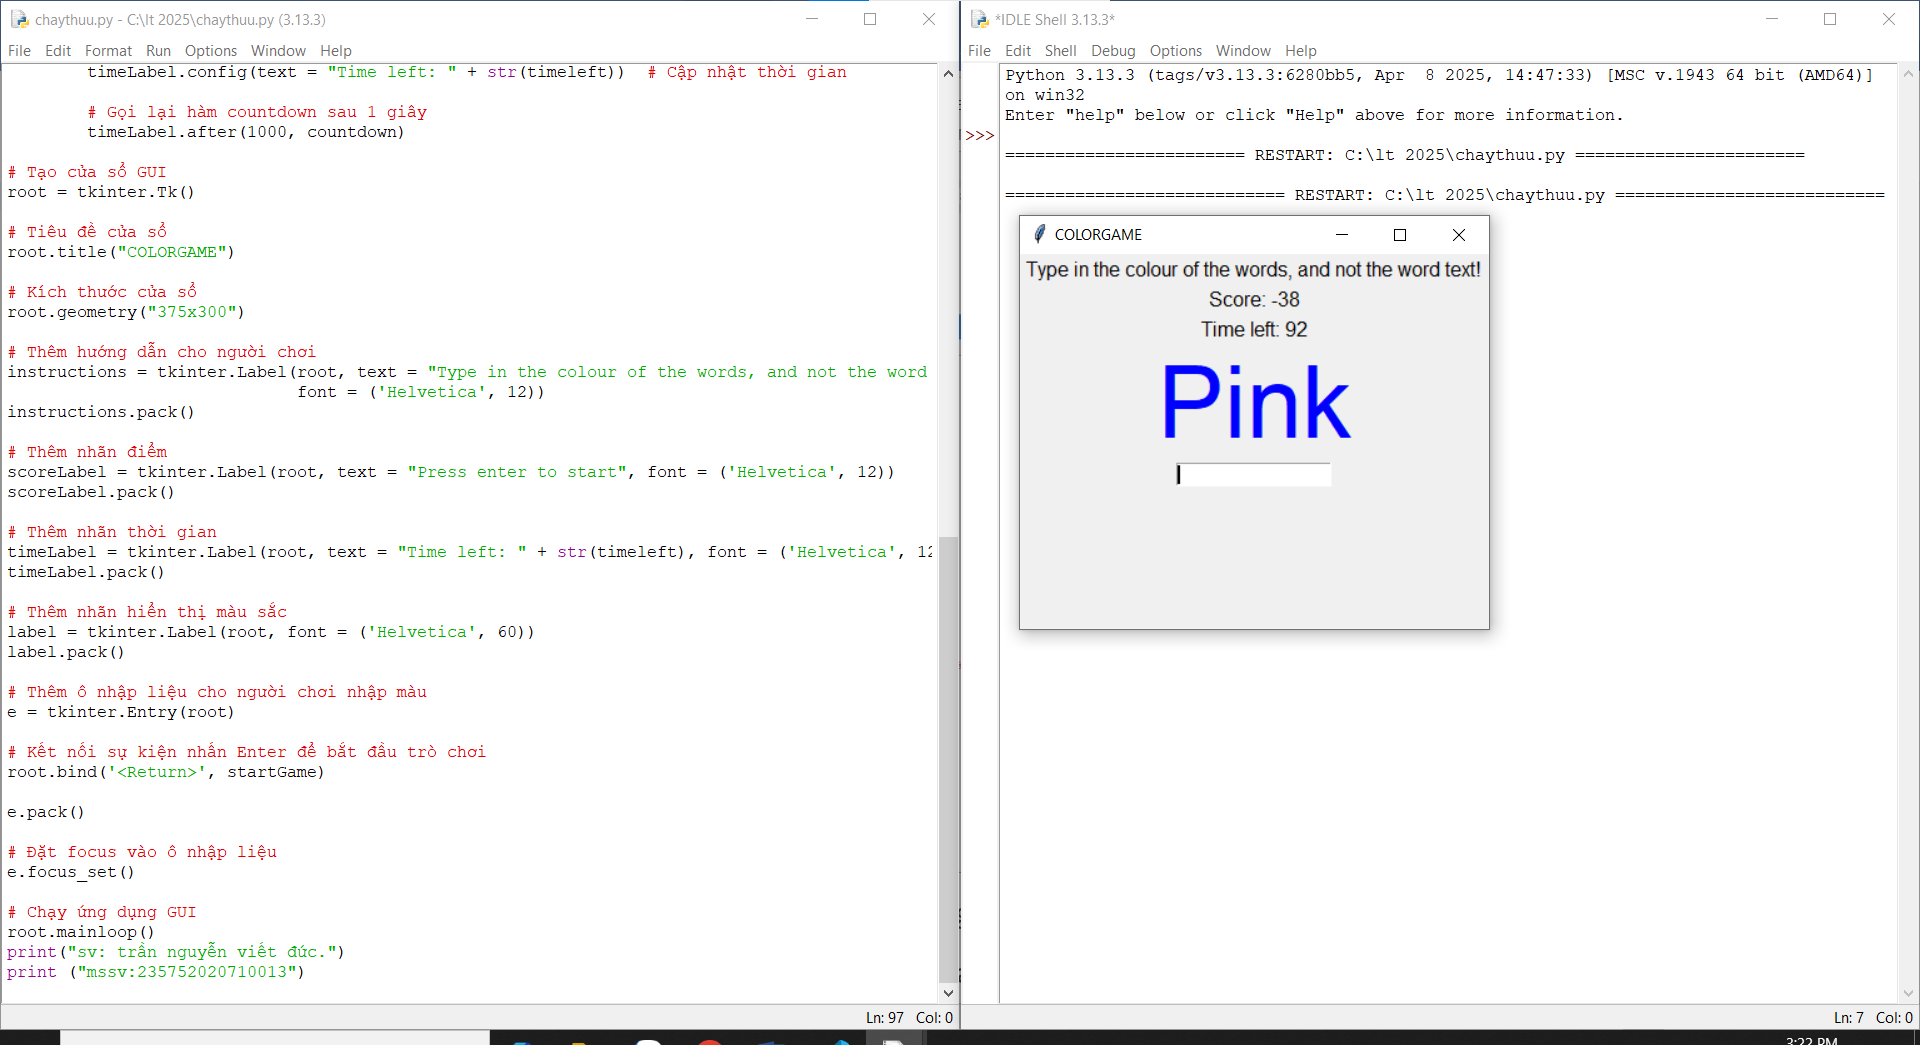 chaythuu.py - C:\lt 2025\chaythuu.py (3.13.3)
File Edit Format Run Options Window Help
timeLabel.config(text = "Time left: " + str(timeleft))  # Cập nhật thời gian
# Gọi lại hàm countdown sau 1 giây
timeLabel.after(1000, countdown)
# Tạo cửa sổ GUI
root = tkinter.Tk()
# Tiêu đề cửa sổ
root.title("COLORGAME")
# Kích thước cửa sổ
root.geometry("375x300")
# Thêm hướng dẫn cho người chơi
instructions = tkinter.Label(root, text = "Type in the colour of the words, and not the word
font = ('Helvetica', 12))
instructions.pack()
# Thêm nhãn điểm
scoreLabel = tkinter.Label(root, text = "Press enter to start", font = ('Helvetica', 12))
scoreLabel.pack()
# Thêm nhãn thời gian
timeLabel = tkinter.Label(root, text = "Time left: " + str(timeleft), font = ('Helvetica', 12
timeLabel.pack()
# Thêm nhãn hiển thị màu sắc
label = tkinter.Label(root, font = ('Helvetica', 60))
label.pack()
# Thêm ô nhập liệu cho người chơi nhập màu
e = tkinter.Entry(root)
# Kết nối sự kiện nhấn Enter để bắt đầu trò chơi
root.bind('<Return>', startGame)
e.pack()
# Đặt focus vào ô nhập liệu
e.focus_set()
# Chạy ứng dụng GUI
root.mainloop()
print("sv: trần nguyễn viết đức.")
print ("mssv:235752020710013")
Ln: 97 Col: 0
*IDLE Shell 3.13.3*
File Edit Shell Debug Options Window Help
Python 3.13.3 (tags/v3.13.3:6280bb5, Apr  8 2025, 14:47:33) [MSC v.1943 64 bit (AMD64)]
on win32
Enter "help" below or click "Help" above for more information.
>>>
======================== RESTART: C:\lt 2025\chaythuu.py =======================
============================ RESTART: C:\lt 2025\chaythuu.py ===========================
COLORGAME
Type in the colour of the words, and not the word text!
Score: -38
Time left: 92
Pink
Ln: 7 Col: 0
3:22 PM